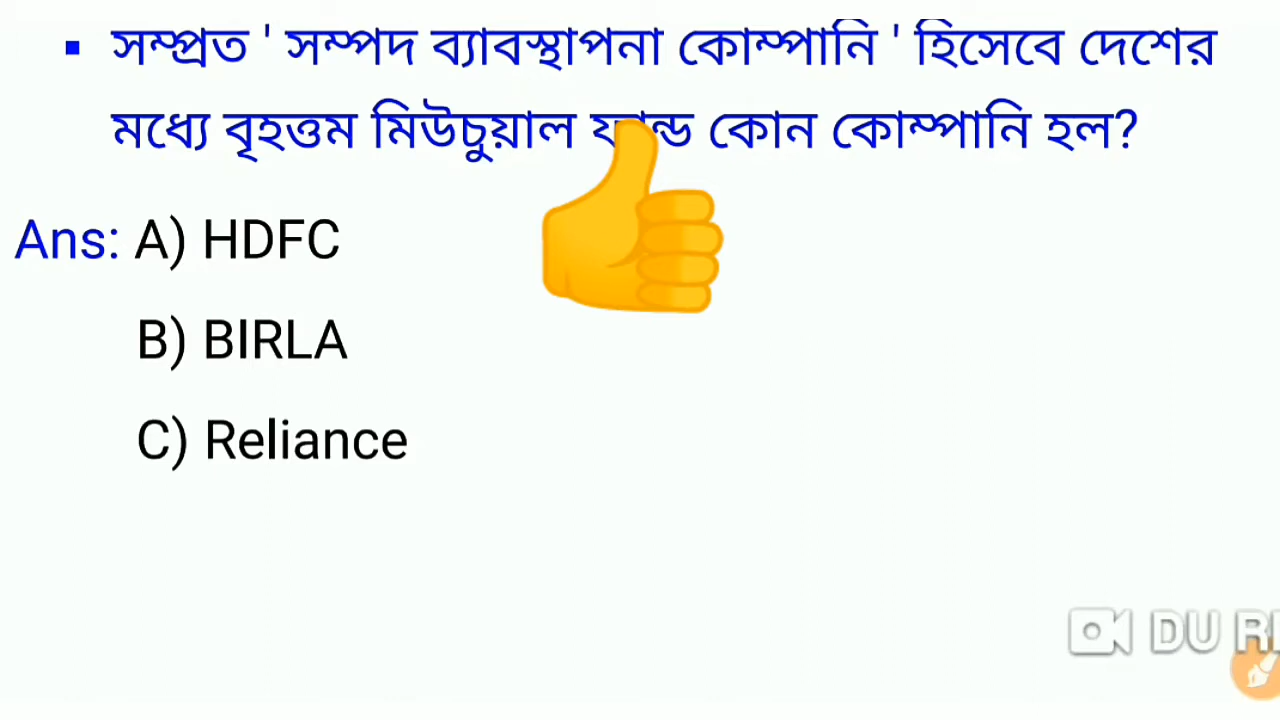 ▪ সম্প্রত ' সম্পদ ব্যাবস্থাপনা কোম্পানি ' হিসেবে দেশের
মধ্যে বৃহত্তম মিউচুয়াল ফান্ড কোন কোম্পানি হল?
Ans: A) HDFC
B) BIRLA
C) Reliance
DU